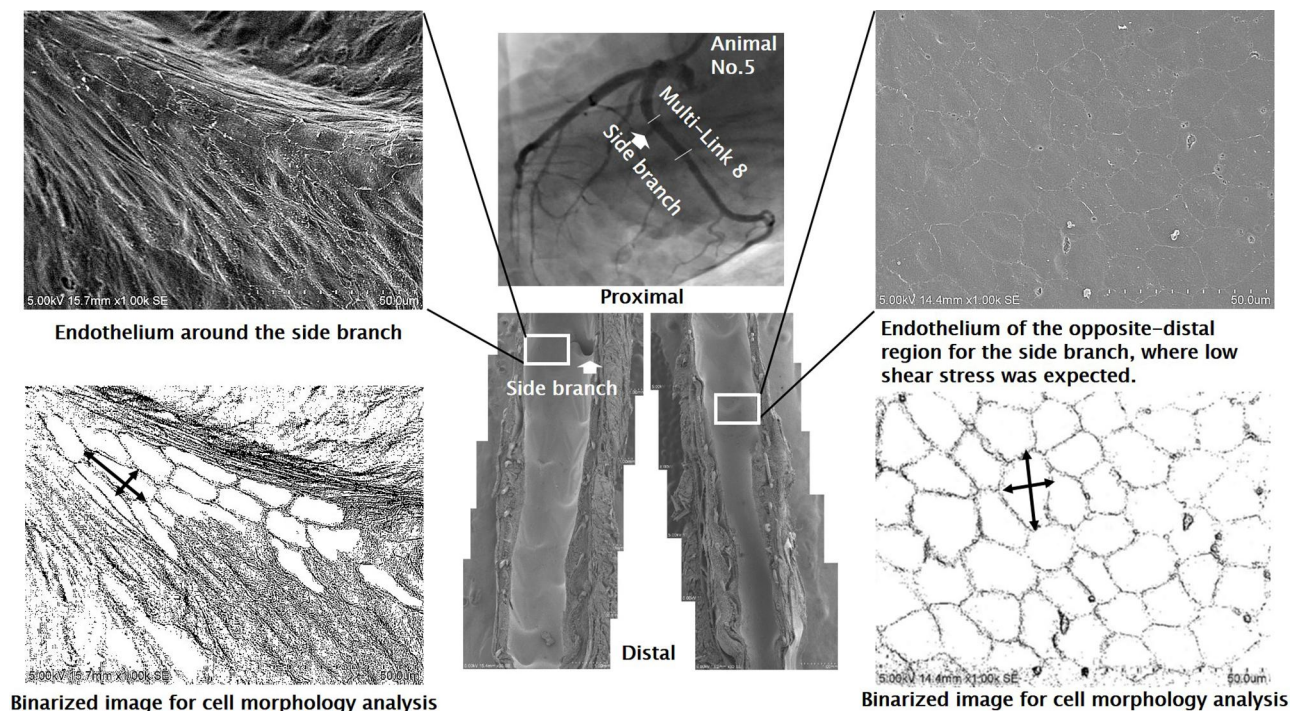 Animal
No.5
Multi-Link 8
Side branch
5.00kV 15.7mm x1.00k SE
50.0um
Proximal
5.00KV 14.4mm x1.00k SE
50.0um
Endothelium around the side branch
Endothelium of the opposite-distal
region for the side branch, where low
shear stress was expected.
Side branch
5.00kV 15.7mm x1.00k SE
50.0um
Distal
5.00KV 14.4mm x1.00k SE
50.0um
Binarized image for cell morphology analysis
Binarized image for cell morphology analysis